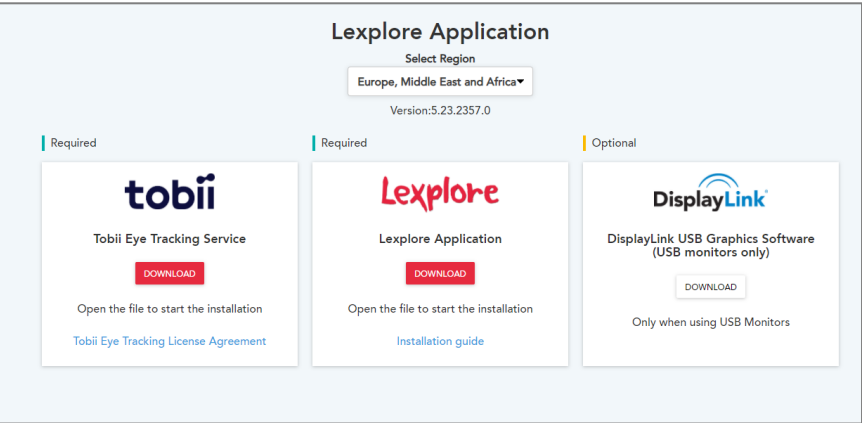 Lexplore Application
Select Region
Europe, Middle East and Africa
Version:5.23.2357.0
Required
tobii
Tobii Eye Tracking Service
DOWNLOAD
Open the file to start the installation
Tobii Eye Tracking License Agreement
Required
Lexplore
Lexplore Application
DOWNLOAD
Open the file to start the installation
Installation guide
Optional
DisplayLink
DisplayLink USB Graphics Software
(USB monitors only)
DOWNLOAD
Only when using USB Monitors